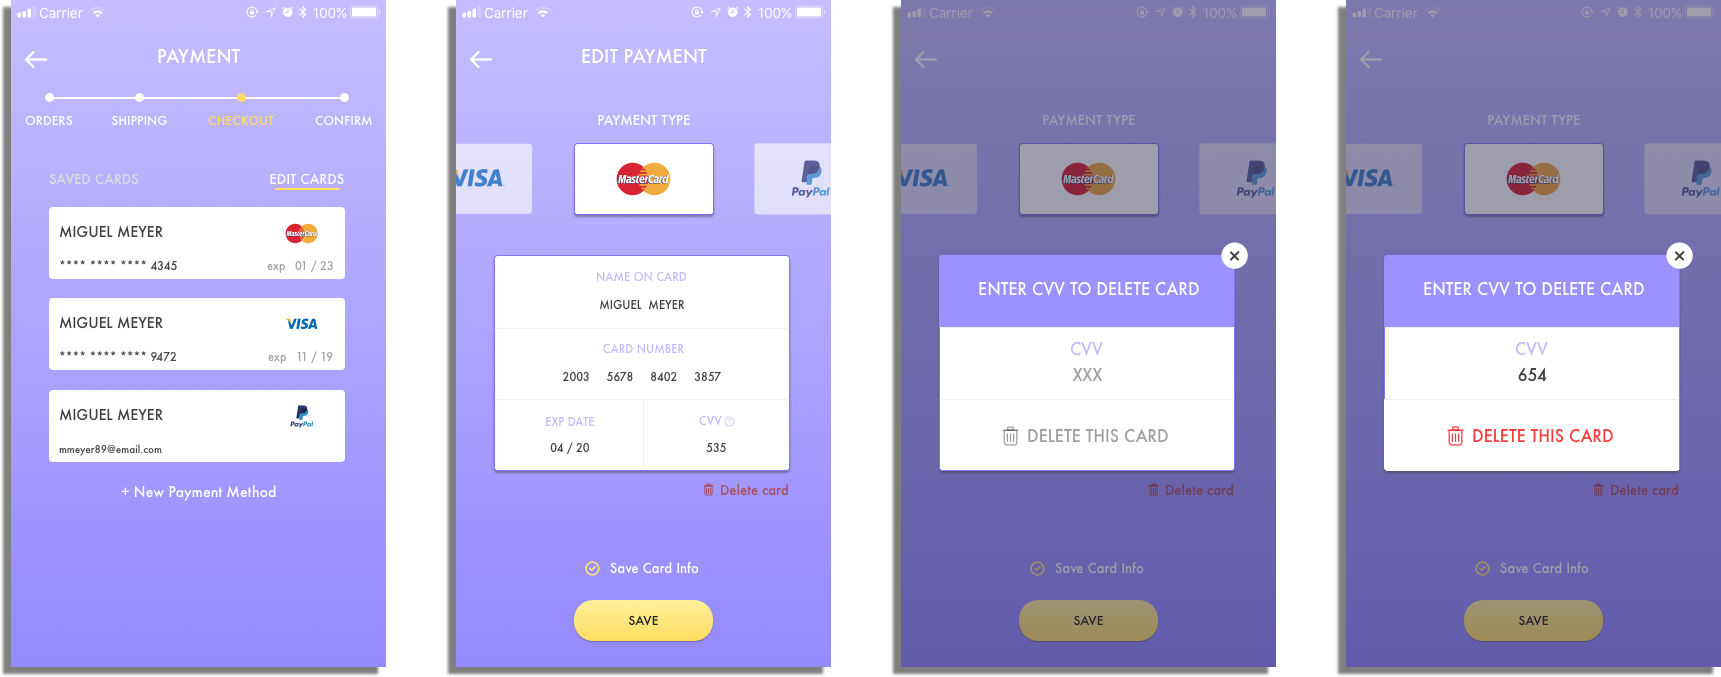 Carrier 100%
PAYMENT
ORDERS SHIPPING CHECKOUT CONFIRM
SAVED CARDS EDIT CARDS
MIGUEL MEYER MasterCard
**** **** **** 4345 exp 01 / 23
MIGUEL MEYER VISA
**** **** **** 9472 exp 11 / 19
MIGUEL MEYER PayPal
mmeyer89@email.com
+ New Payment Method
Carrier 100%
EDIT PAYMENT
PAYMENT TYPE
VISA MasterCard PayPal
NAME ON CARD
MIGUEL MEYER
CARD NUMBER
2003 5678 8402 3857
EXP DATE CVV ?
04 / 20 535
Delete card
Save Card Info
SAVE
Carrier 100%
PAYMENT TYPE
VISA MasterCard PayPal
ENTER CVV TO DELETE CARD
CVV
XXX
DELETE THIS CARD
Delete card
Save Card Info
SAVE
Carrier 100%
PAYMENT TYPE
VISA MasterCard PayPal
ENTER CVV TO DELETE CARD
CVV
654
DELETE THIS CARD
Delete card
Save Card Info
SAVE